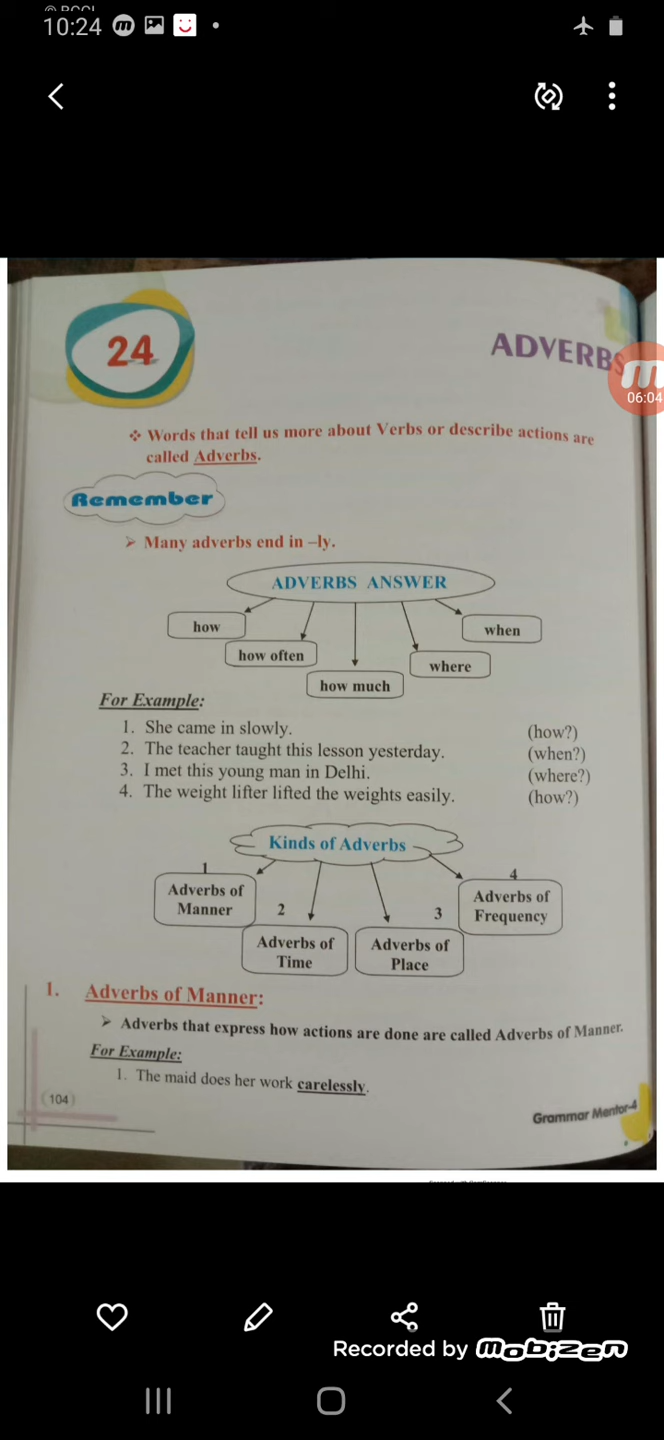 10:24
24
ADVERBS
06:04
❖ Words that tell us more about Verbs or describe actions are
called Adverbs.
Remember
➢ Many adverbs end in –ly.
ADVERBS ANSWER
how
when
how often
where
how much
For Example:
1. She came in slowly. (how?)
2. The teacher taught this lesson yesterday. (when?)
3. I met this young man in Delhi. (where?)
4. The weight lifter lifted the weights easily. (how?)
Kinds of Adverbs
1
Adverbs of
Manner
2
Adverbs of
Time
3
Adverbs of
Place
4
Adverbs of
Frequency
1. Adverbs of Manner:
➢ Adverbs that express how actions are done are called Adverbs of Manner.
For Example:
1. The maid does her work carelessly.
(104)
Grammar Mentor-4
Recorded by mobizen